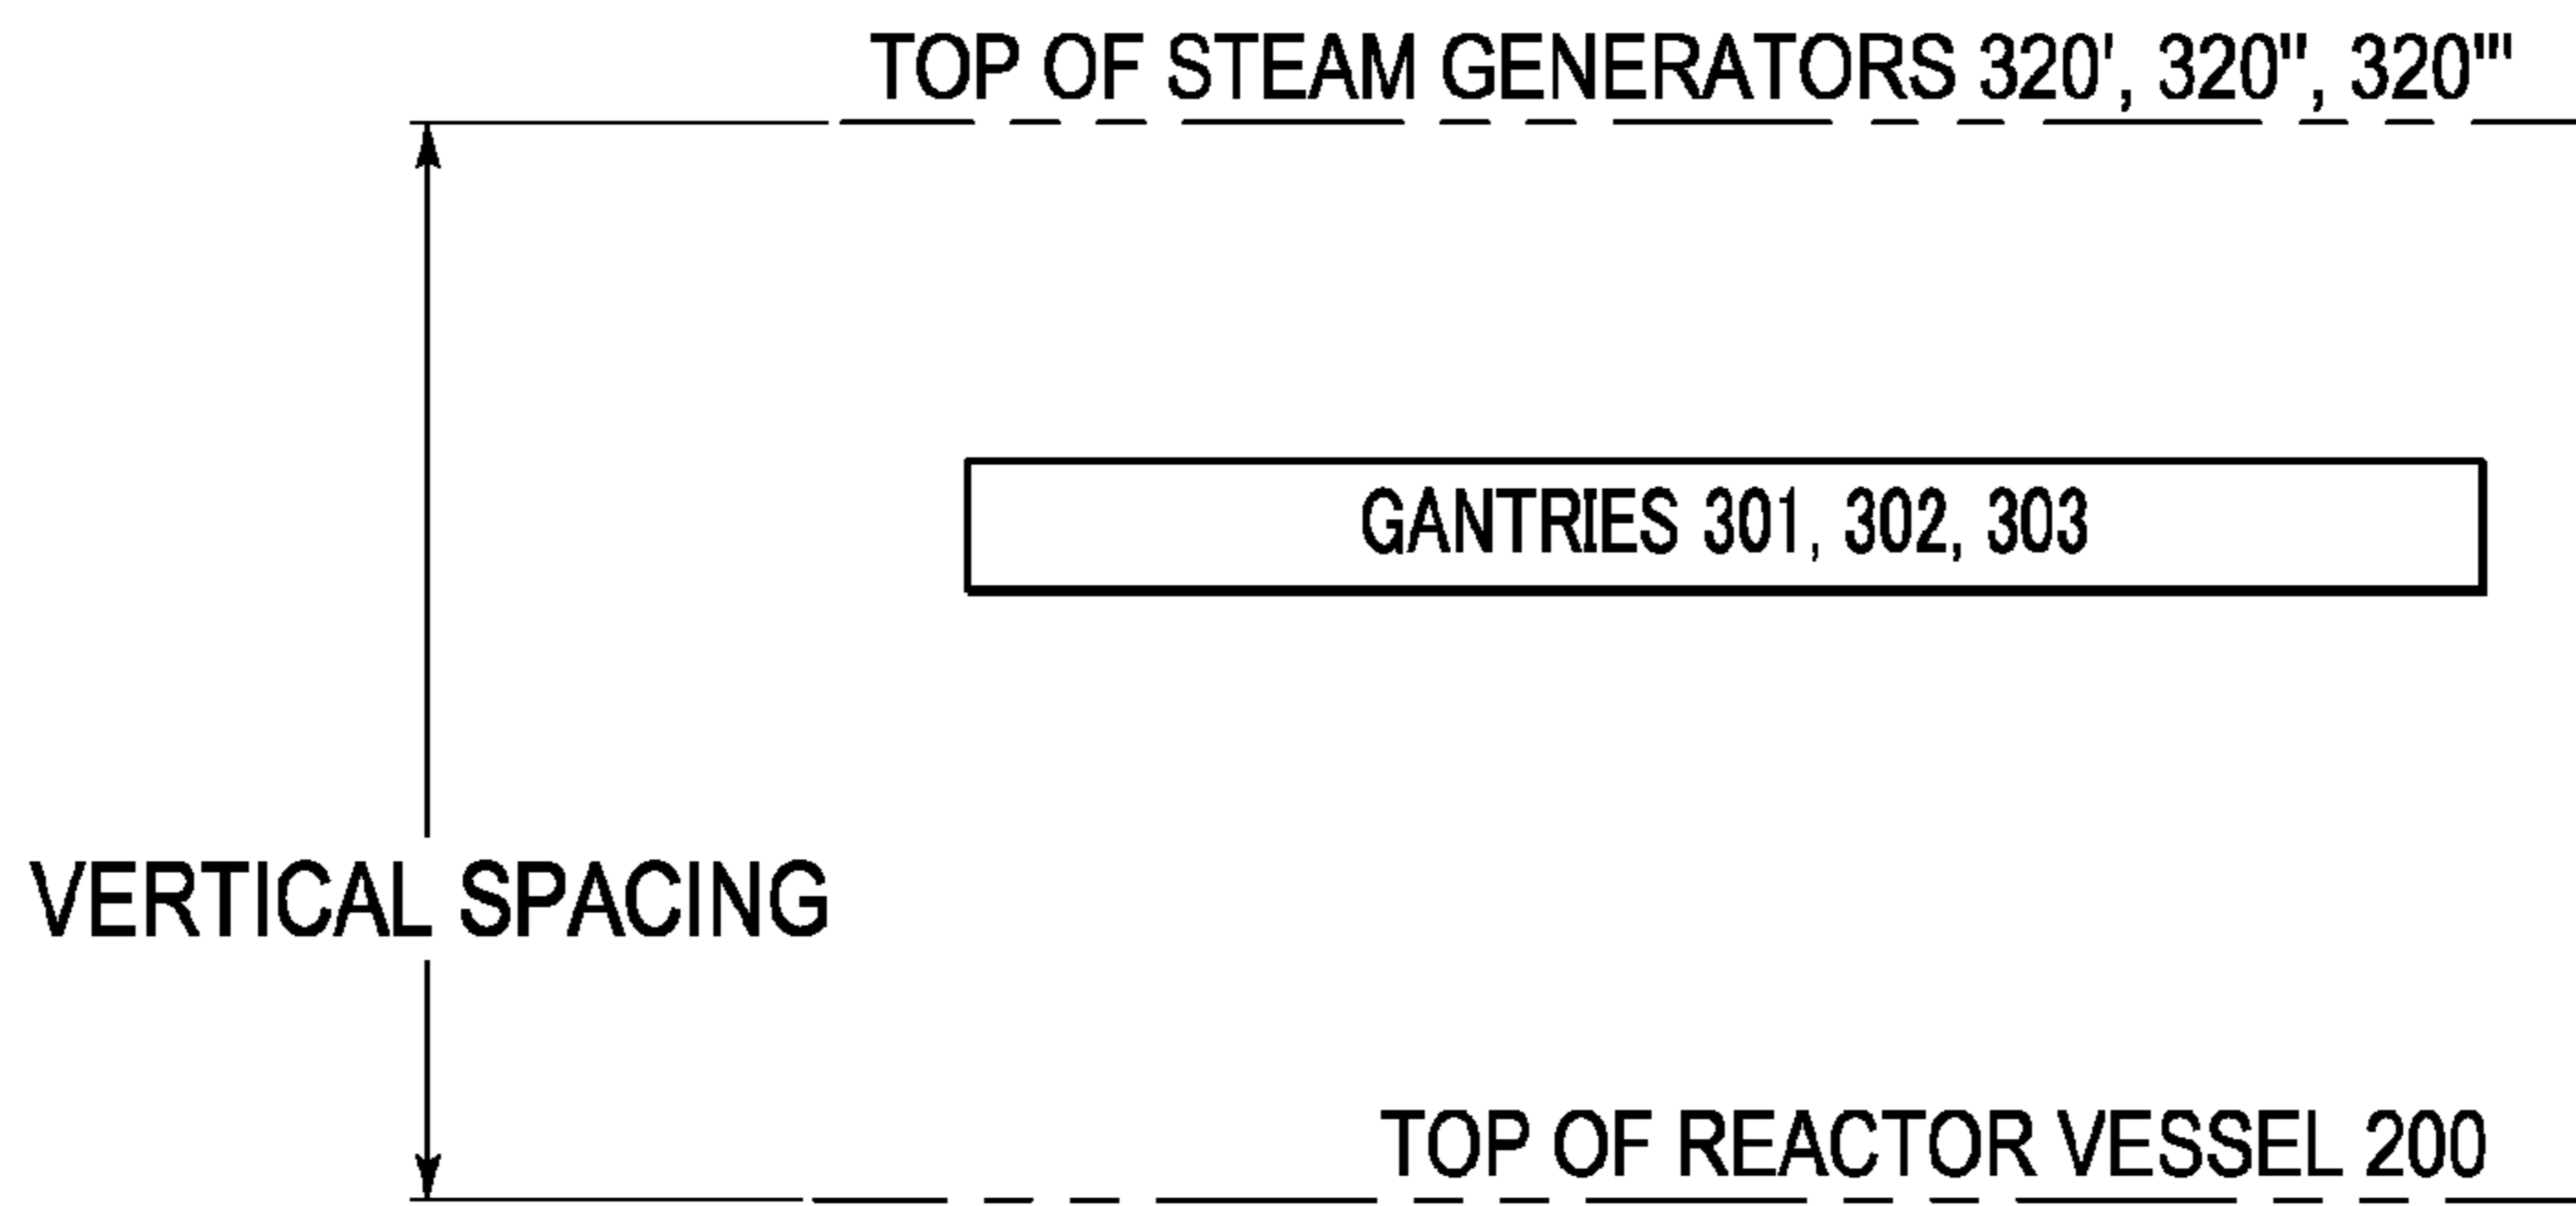 TOP OF STEAM GENERATORS 320', 320", 320"'
GANTRIES 301, 302, 303
VERTICAL SPACING
TOP OF REACTOR VESSEL 200